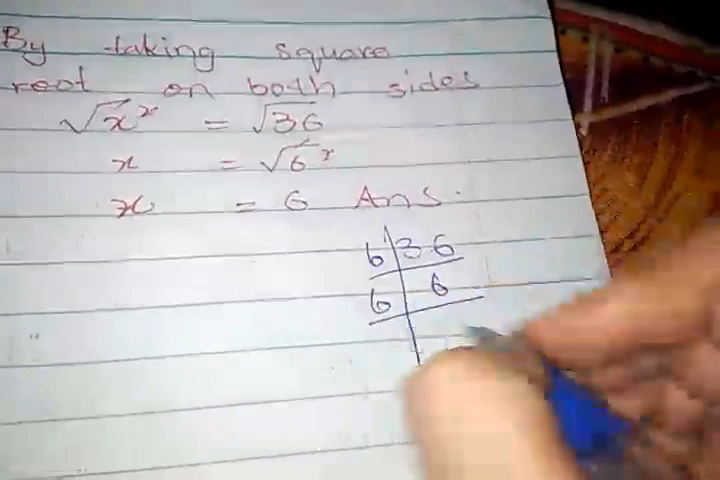 By taking square
root on both sides
√x² = √36
x = √6²
x = 6 Ans.
6 | 36
6 | 6